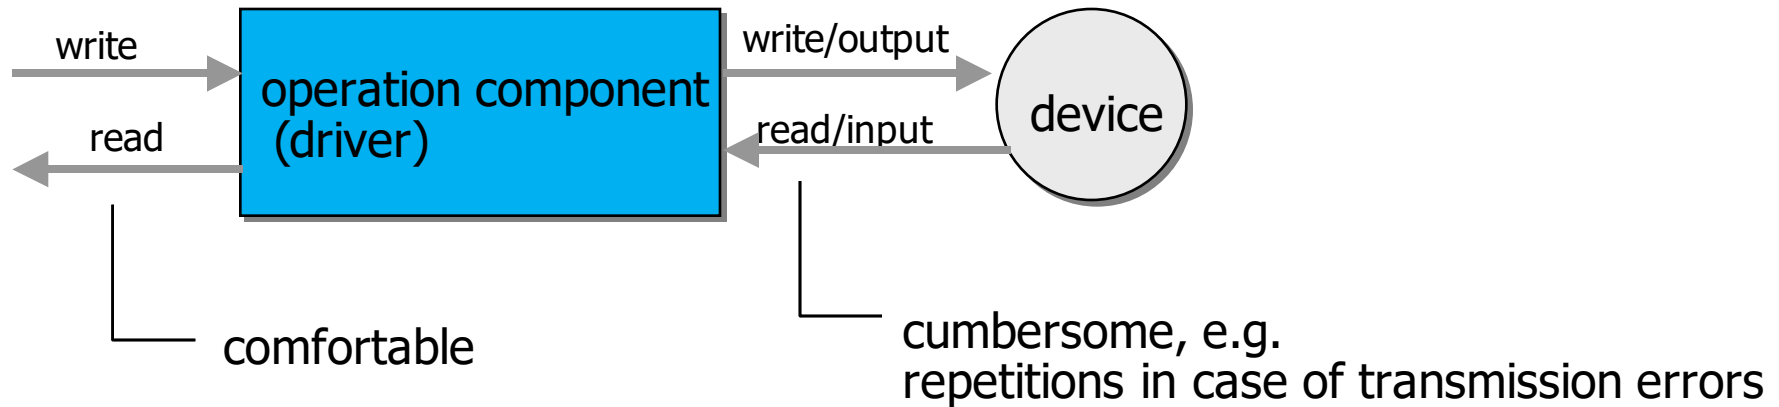 write
read
operation component
(driver)
write/output
read/input
device
comfortable
cumbersome, e.g.
repetitions in case of transmission errors